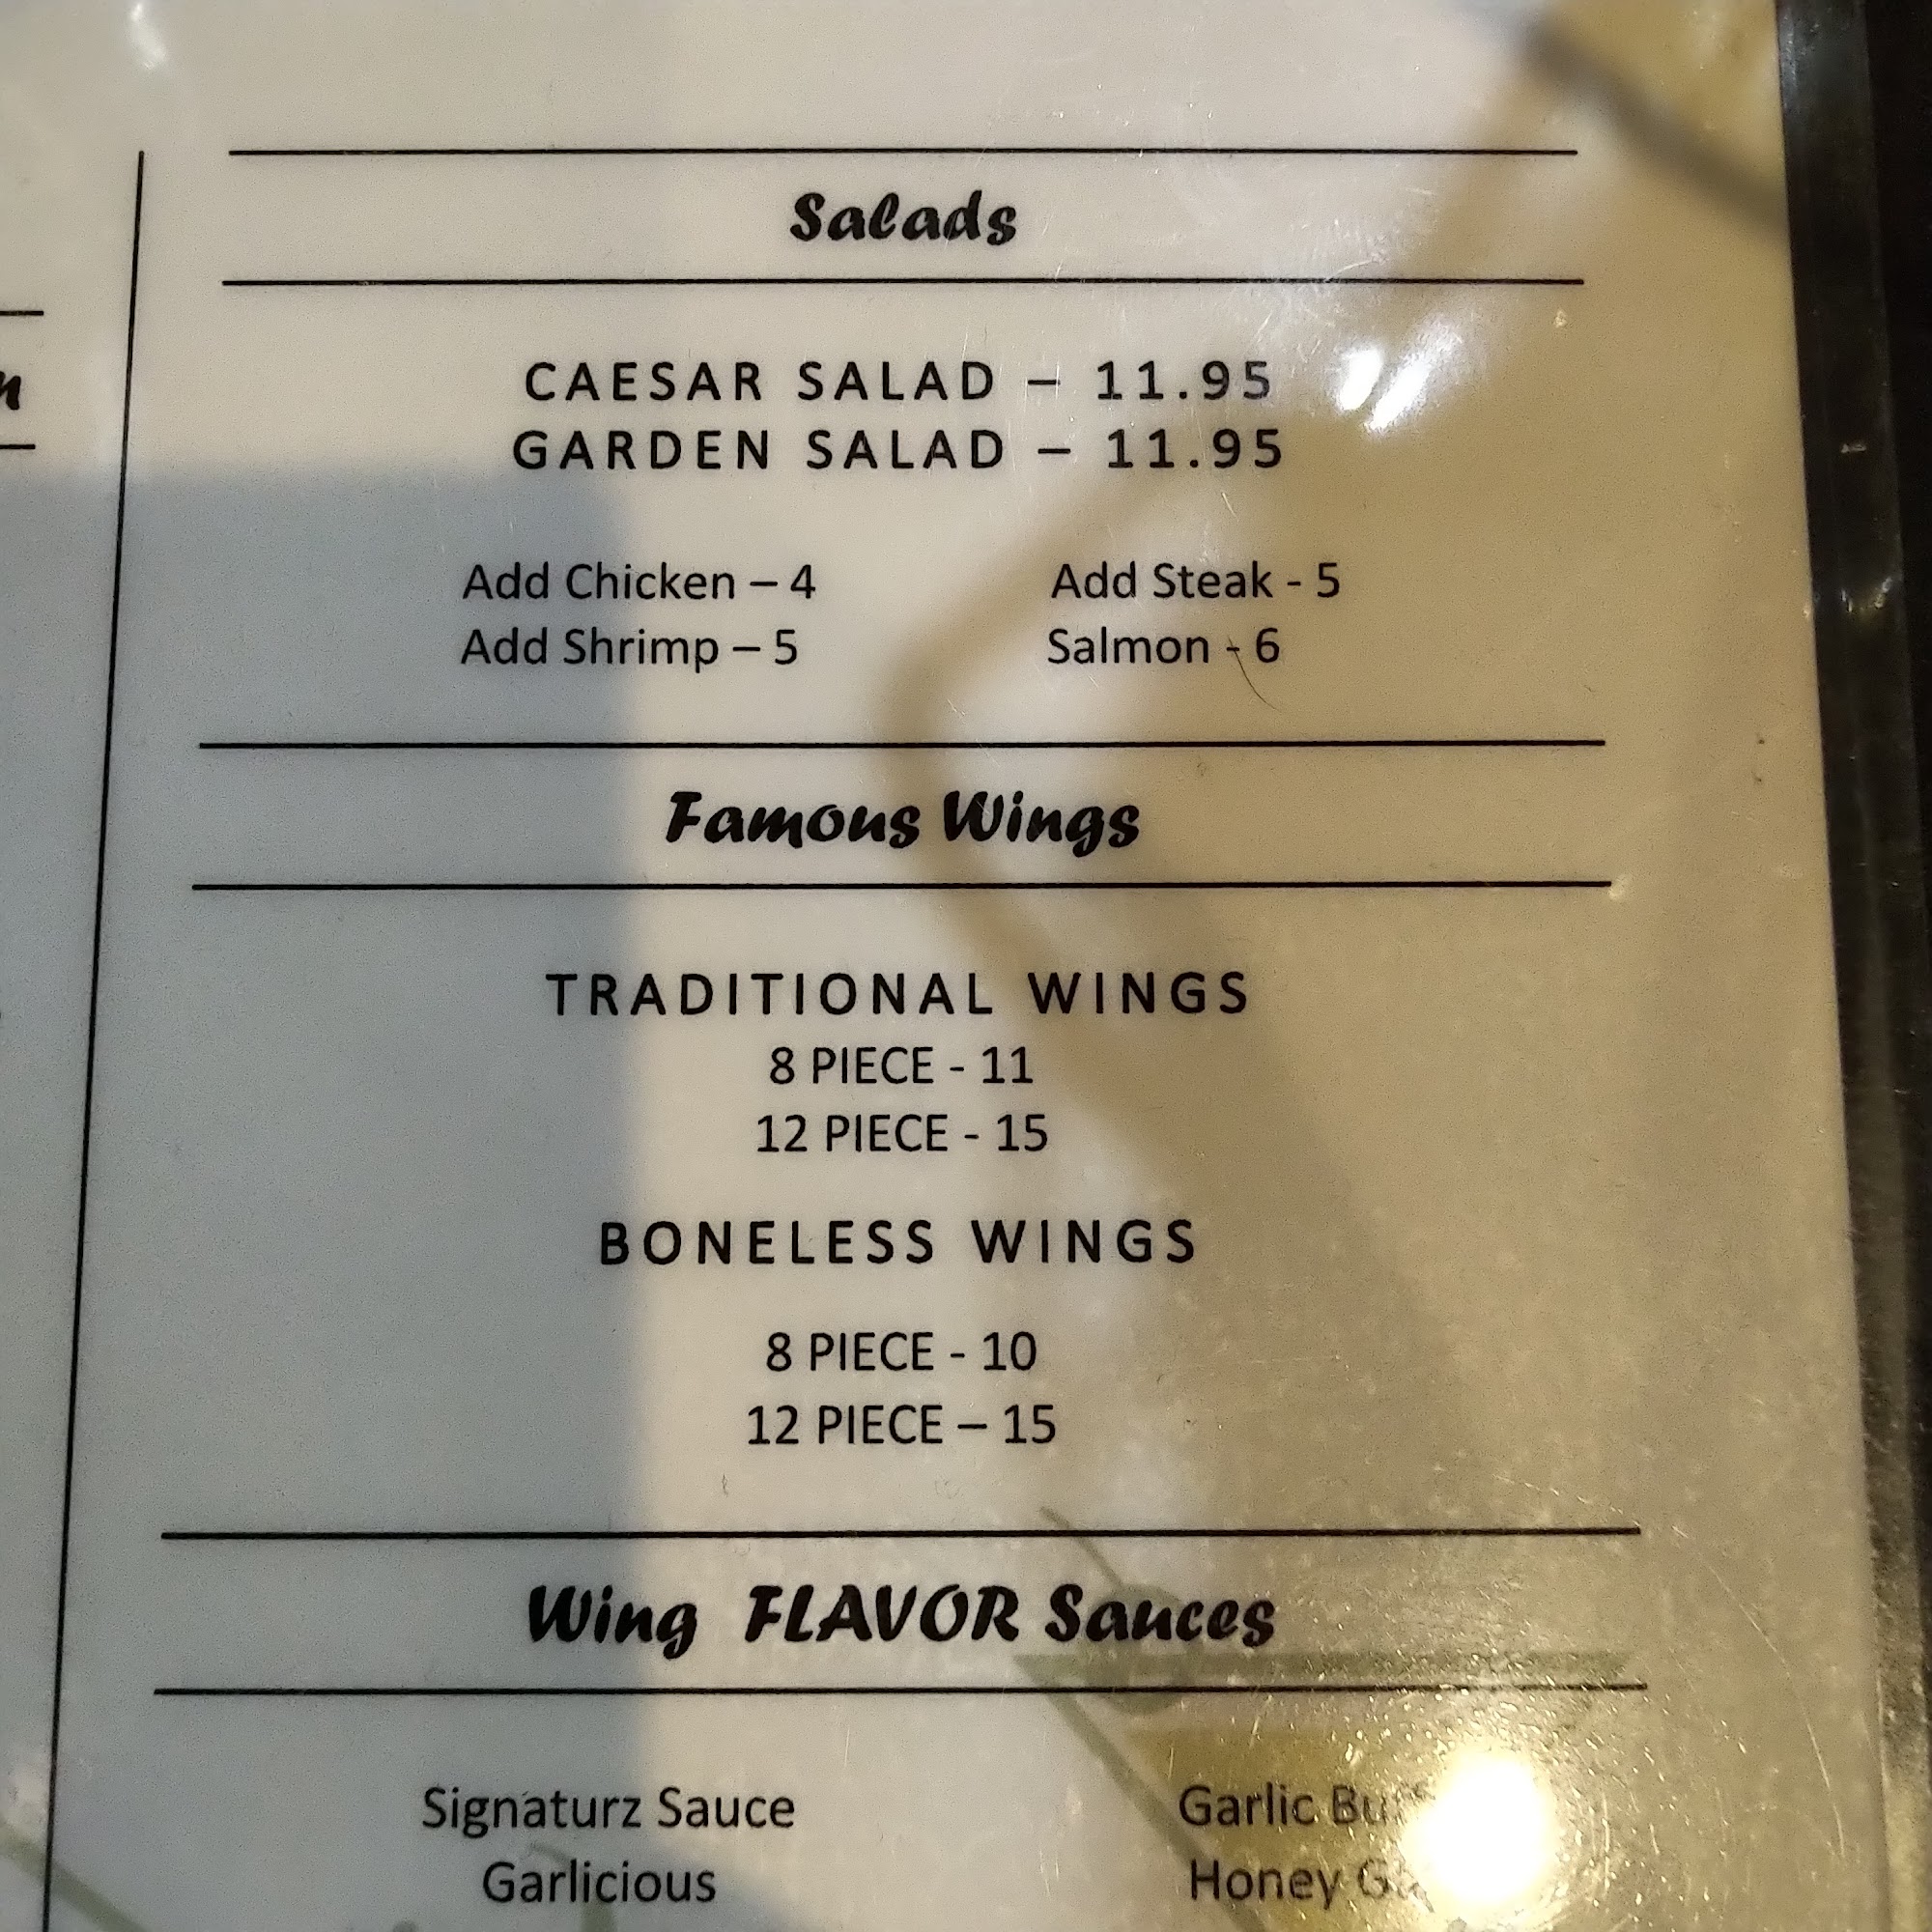 Salads
CAESAR SALAD – 11.95
GARDEN SALAD – 11.95
Add Chicken – 4 Add Steak - 5
Add Shrimp – 5 Salmon - 6
Famous Wings
TRADITIONAL WINGS
8 PIECE - 11
12 PIECE - 15
BONELESS WINGS
8 PIECE - 10
12 PIECE – 15
Wing FLAVOR Sauces
Signaturz Sauce Garlic
Garlicious Honey